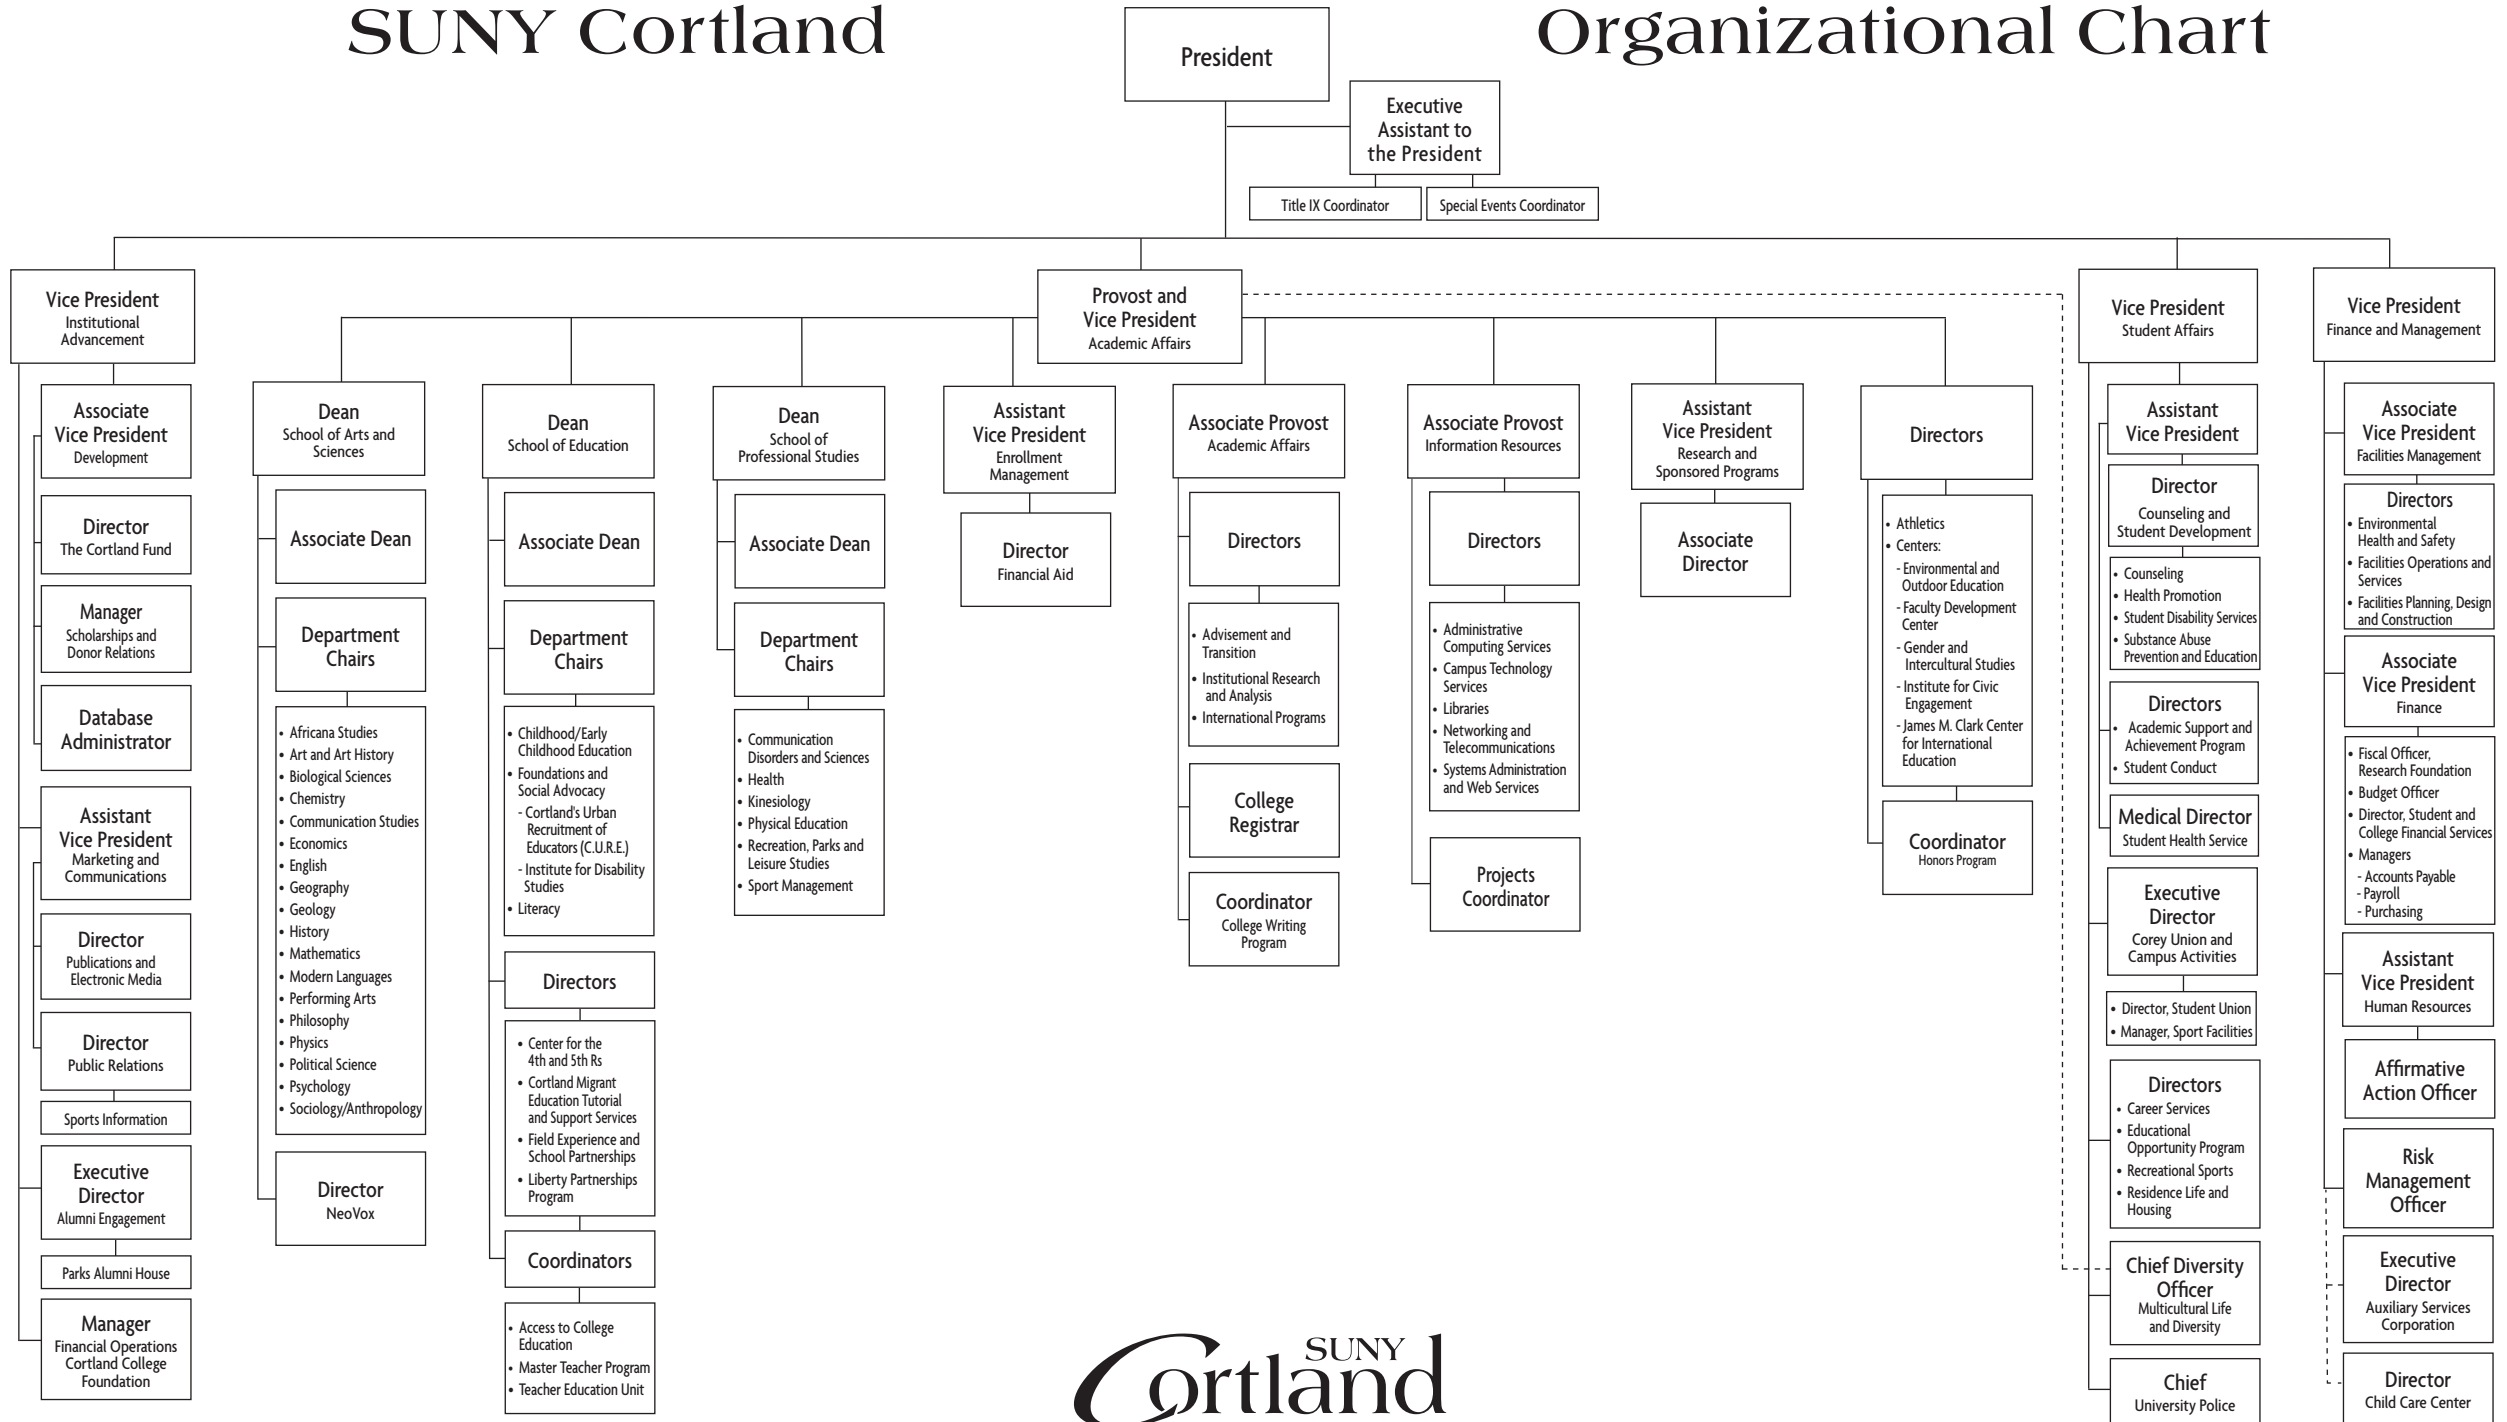 SUNY Cortland
Organizational Chart
President
Executive
Assistant to
the President
Title IX Coordinator
Special Events Coordinator
Vice President
Institutional
Advancement
Associate
Vice President
Development
Director
The Cortland Fund
Manager
Scholarships and
Donor Relations
Database
Administrator
Assistant
Vice President
Marketing and
Communications
Director
Publications and
Electronic Media
Director
Public Relations
Sports Information
Executive
Director
Alumni Engagement
Parks Alumni House
Manager
Financial Operations
Cortland College
Foundation
Provost and
Vice President
Academic Affairs
Dean
School of Arts and
Sciences
Associate Dean
Department
Chairs
• Africana Studies
• Art and Art History
• Biological Sciences
• Chemistry
• Communication Studies
• Economics
• English
• Geography
• Geology
• History
• Mathematics
• Modern Languages
• Performing Arts
• Philosophy
• Physics
• Political Science
• Psychology
• Sociology/Anthropology
Director
NeoVox
Dean
School of Education
Associate Dean
Department
Chairs
• Childhood/Early
Childhood Education
• Foundations and
Social Advocacy
- Cortland's Urban
Recruitment of
Educators (C.U.R.E.)
- Institute for Disability
Studies
• Literacy
Directors
• Center for the
4th and 5th Rs
• Cortland Migrant
Education Tutorial
and Support Services
• Field Experience and
School Partnerships
• Liberty Partnerships
Program
Coordinators
• Access to College
Education
• Master Teacher Program
• Teacher Education Unit
Dean
School of
Professional Studies
Associate Dean
Department
Chairs
• Communication
Disorders and Sciences
• Health
• Kinesiology
• Physical Education
• Recreation, Parks and
Leisure Studies
• Sport Management
Assistant
Vice President
Enrollment
Management
Director
Financial Aid
Associate Provost
Academic Affairs
Directors
• Advisement and
Transition
• Institutional Research
and Analysis
• International Programs
College
Registrar
Coordinator
College Writing
Program
Associate Provost
Information Resources
Directors
• Administrative
Computing Services
• Campus Technology
Services
• Libraries
• Networking and
Telecommunications
• Systems Administration
and Web Services
Projects
Coordinator
Assistant
Vice President
Research and
Sponsored Programs
Associate
Director
Directors
• Athletics
• Centers:
- Environmental and
Outdoor Education
- Faculty Development
Center
- Gender and
Intercultural Studies
- Institute for Civic
Engagement
- James M. Clark Center
for International
Education
Coordinator
Honors Program
Vice President
Student Affairs
Assistant
Vice President
Director
Counseling and
Student Development
• Counseling
• Health Promotion
• Student Disability Services
• Substance Abuse
Prevention and Education
Directors
• Academic Support and
Achievement Program
• Student Conduct
Medical Director
Student Health Service
Executive
Director
Corey Union and
Campus Activities
• Director, Student Union
• Manager, Sport Facilities
Directors
• Career Services
• Educational
Opportunity Program
• Recreational Sports
• Residence Life and
Housing
Chief Diversity
Officer
Multicultural Life
and Diversity
Chief
University Police
Vice President
Finance and Management
Associate
Vice President
Facilities Management
Directors
• Environmental
Health and Safety
• Facilities Operations and
Services
• Facilities Planning, Design
and Construction
Associate
Vice President
Finance
• Fiscal Officer,
Research Foundation
• Budget Officer
• Director, Student and
College Financial Services
• Managers
- Accounts Payable
- Payroll
- Purchasing
Assistant
Vice President
Human Resources
Affirmative
Action Officer
Risk
Management
Officer
Executive
Director
Auxiliary Services
Corporation
Director
Child Care Center
SUNY
Cortland